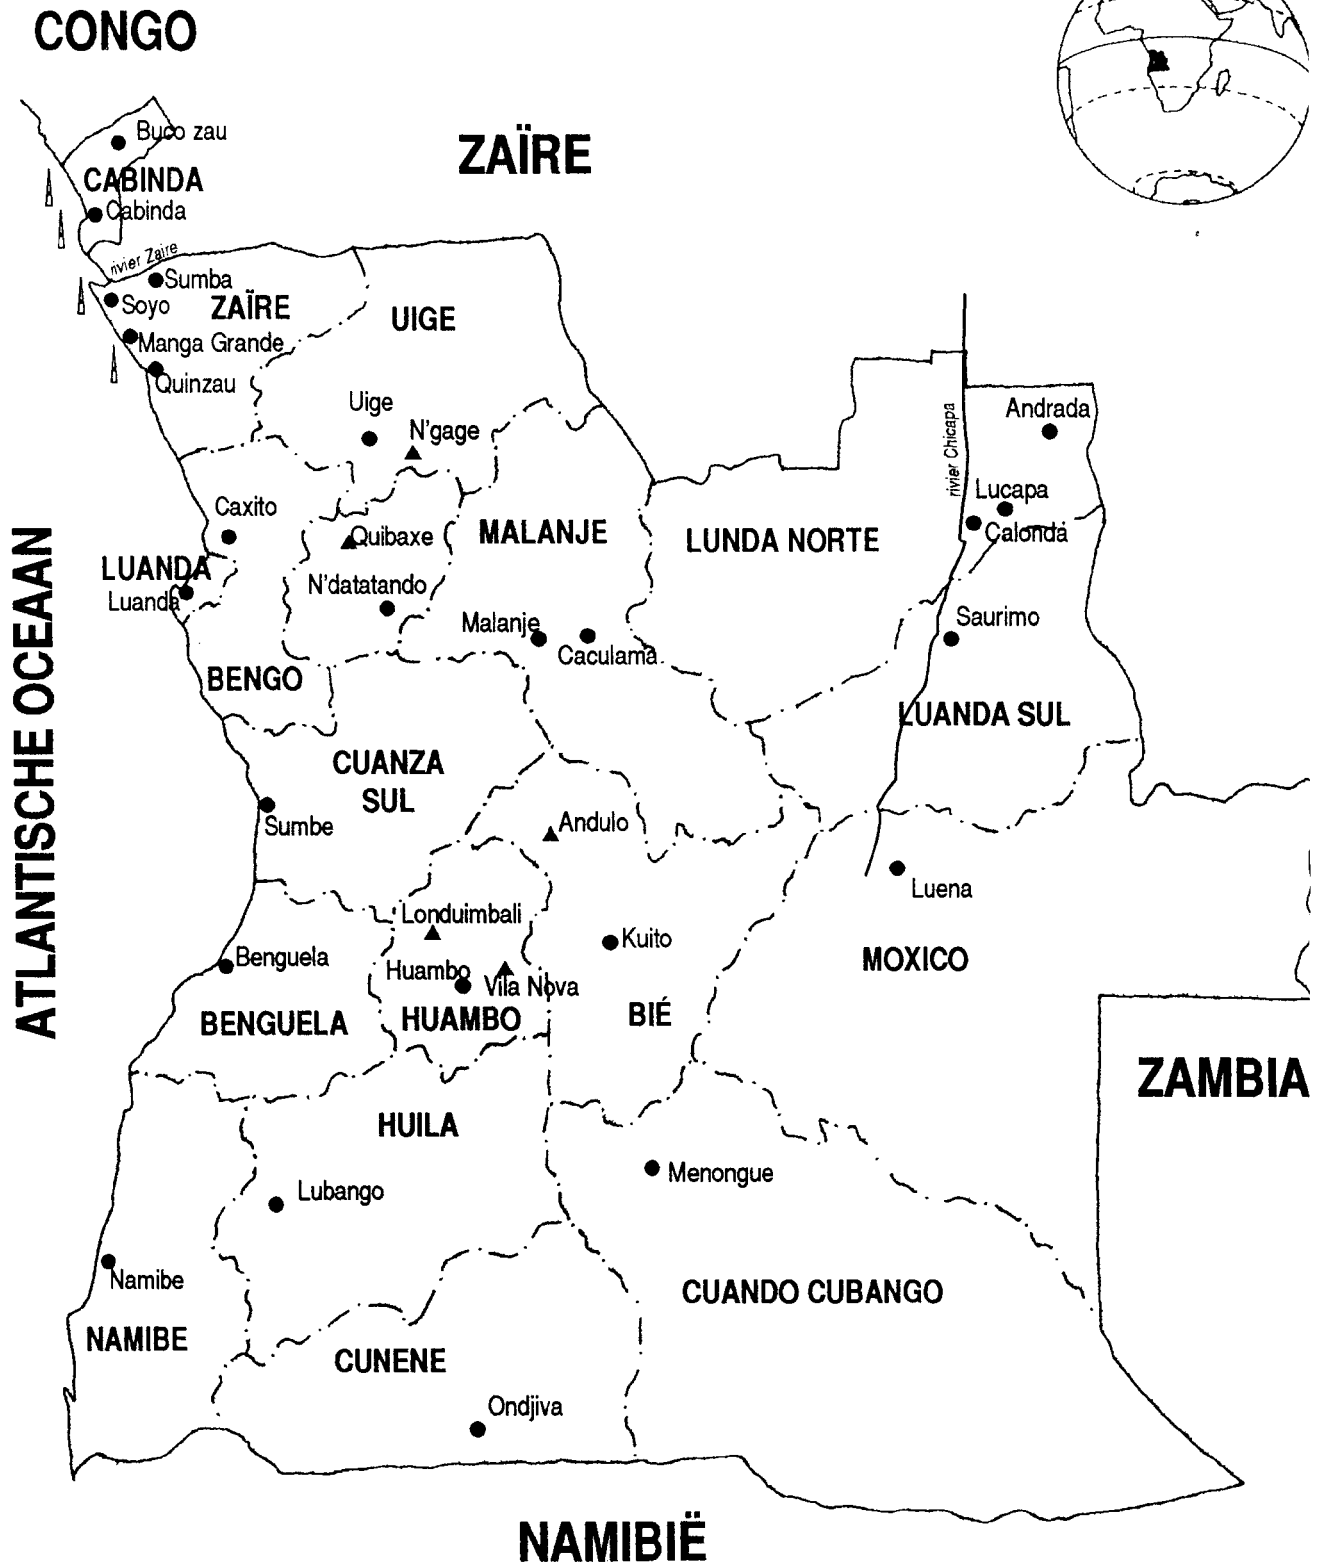 CONGO
Buco zau
ZAÏRE
CABINDA
Cabinda
rivier Zaire
Sumba
Soyo
ZAÏRE
UIGE
Manga Grande
Quinzau
Uige
N'gage
Andrada
rivier Chicapa
Lucapa
Caxito
Quibaxe
MALANJE
LUNDA NORTE
Calonda
LUANDA
Luanda
N'datatando
Malanje
Caculama
Saurimo
BENGO
LUANDA SUL
ATLANTISCHE OCEAAN
CUANZA
SUL
Sumbe
Andulo
Luena
Londuimbali
Benguela
Huambo
Vila Nova
Kuito
MOXICO
BENGUELA
HUAMBO
BIÉ
ZAMBIA
HUILA
Menongue
Lubango
Namibe
CUANDO CUBANGO
NAMIBE
CUNENE
Ondjiva
NAMIBIË